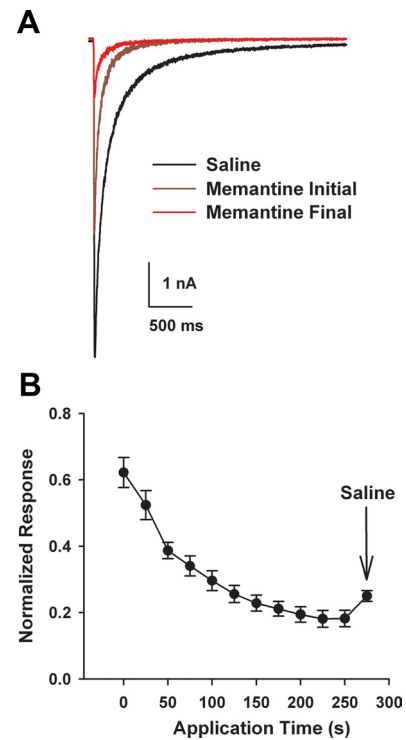 A
Saline
Memantine Initial
Memantine Final
1 nA
500 ms
B
0.8
0.6
0.4
0.2
0.0
Normalized Response
Saline
0 50 100 150 200 250 300
Application Time (s)